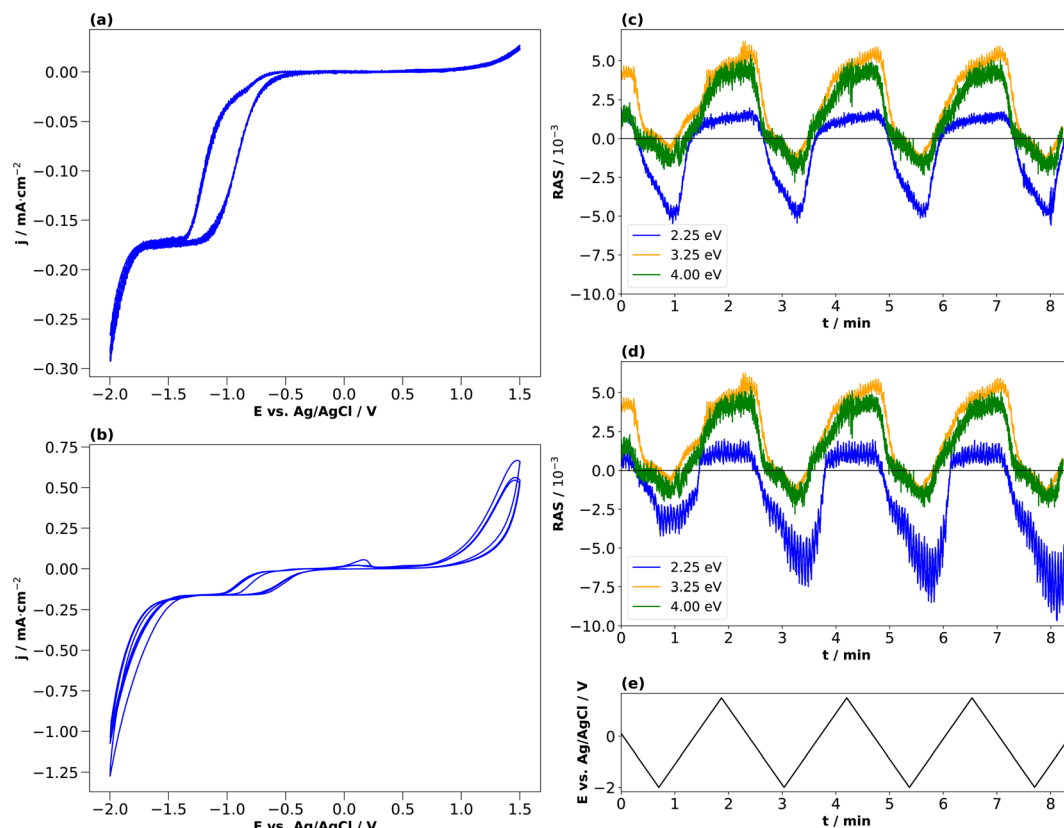 (a)
0.00
−0.05
−0.10
−0.15
−0.20
−0.25
−0.30
j / mA·cm⁻²
−2.0 −1.5 −1.0 −0.5 0.0 0.5 1.0 1.5
E vs. Ag/AgCl / V
(b)
0.75
0.50
0.25
0.00
−0.25
−0.50
−0.75
−1.00
−1.25
j / mA·cm⁻²
−2.0 −1.5 −1.0 −0.5 0.0 0.5 1.0 1.5
E vs. Ag/AgCl / V
(c)
5.0
2.5
0.0
−2.5
−5.0
−7.5
−10.0
RAS / 10⁻³
2.25 eV
3.25 eV
4.00 eV
0 1 2 3 4 5 6 7 8
t / min
(d)
5.0
2.5
0.0
−2.5
−5.0
−7.5
−10.0
RAS / 10⁻³
2.25 eV
3.25 eV
4.00 eV
0 1 2 3 4 5 6 7 8
t / min
(e)
0
−2
E vs. Ag/AgCl / V
0 1 2 3 4 5 6 7 8
t / min